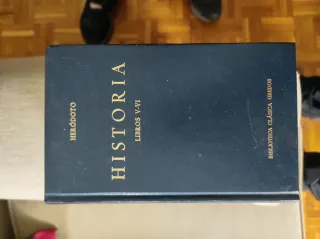 HERÓDOTO
HISTORIA
LIBROS V-VI
BIBLIOTECA CLÁSICA GREDOS